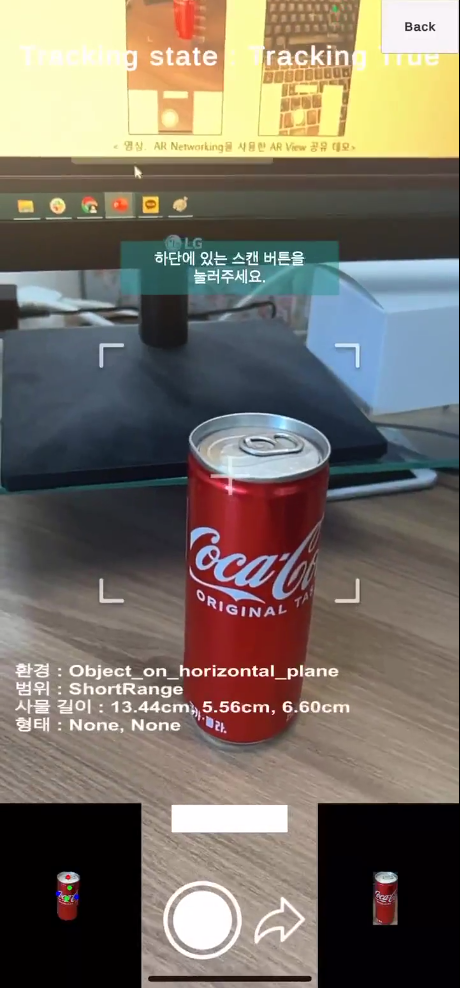 Back
Tracking state : Tracking True
< 영상. AR Networking을 사용한 AR View 공유 데모>
LG
하단에 있는 스캔 버튼을
눌러주세요.
Coca-Co
ORIGINAL TAS
환경 : Object_on_horizontal_plane
범위 : ShortRange
사물 길이 : 13.44cm, 5.56cm, 6.60cm
형태 : None, None